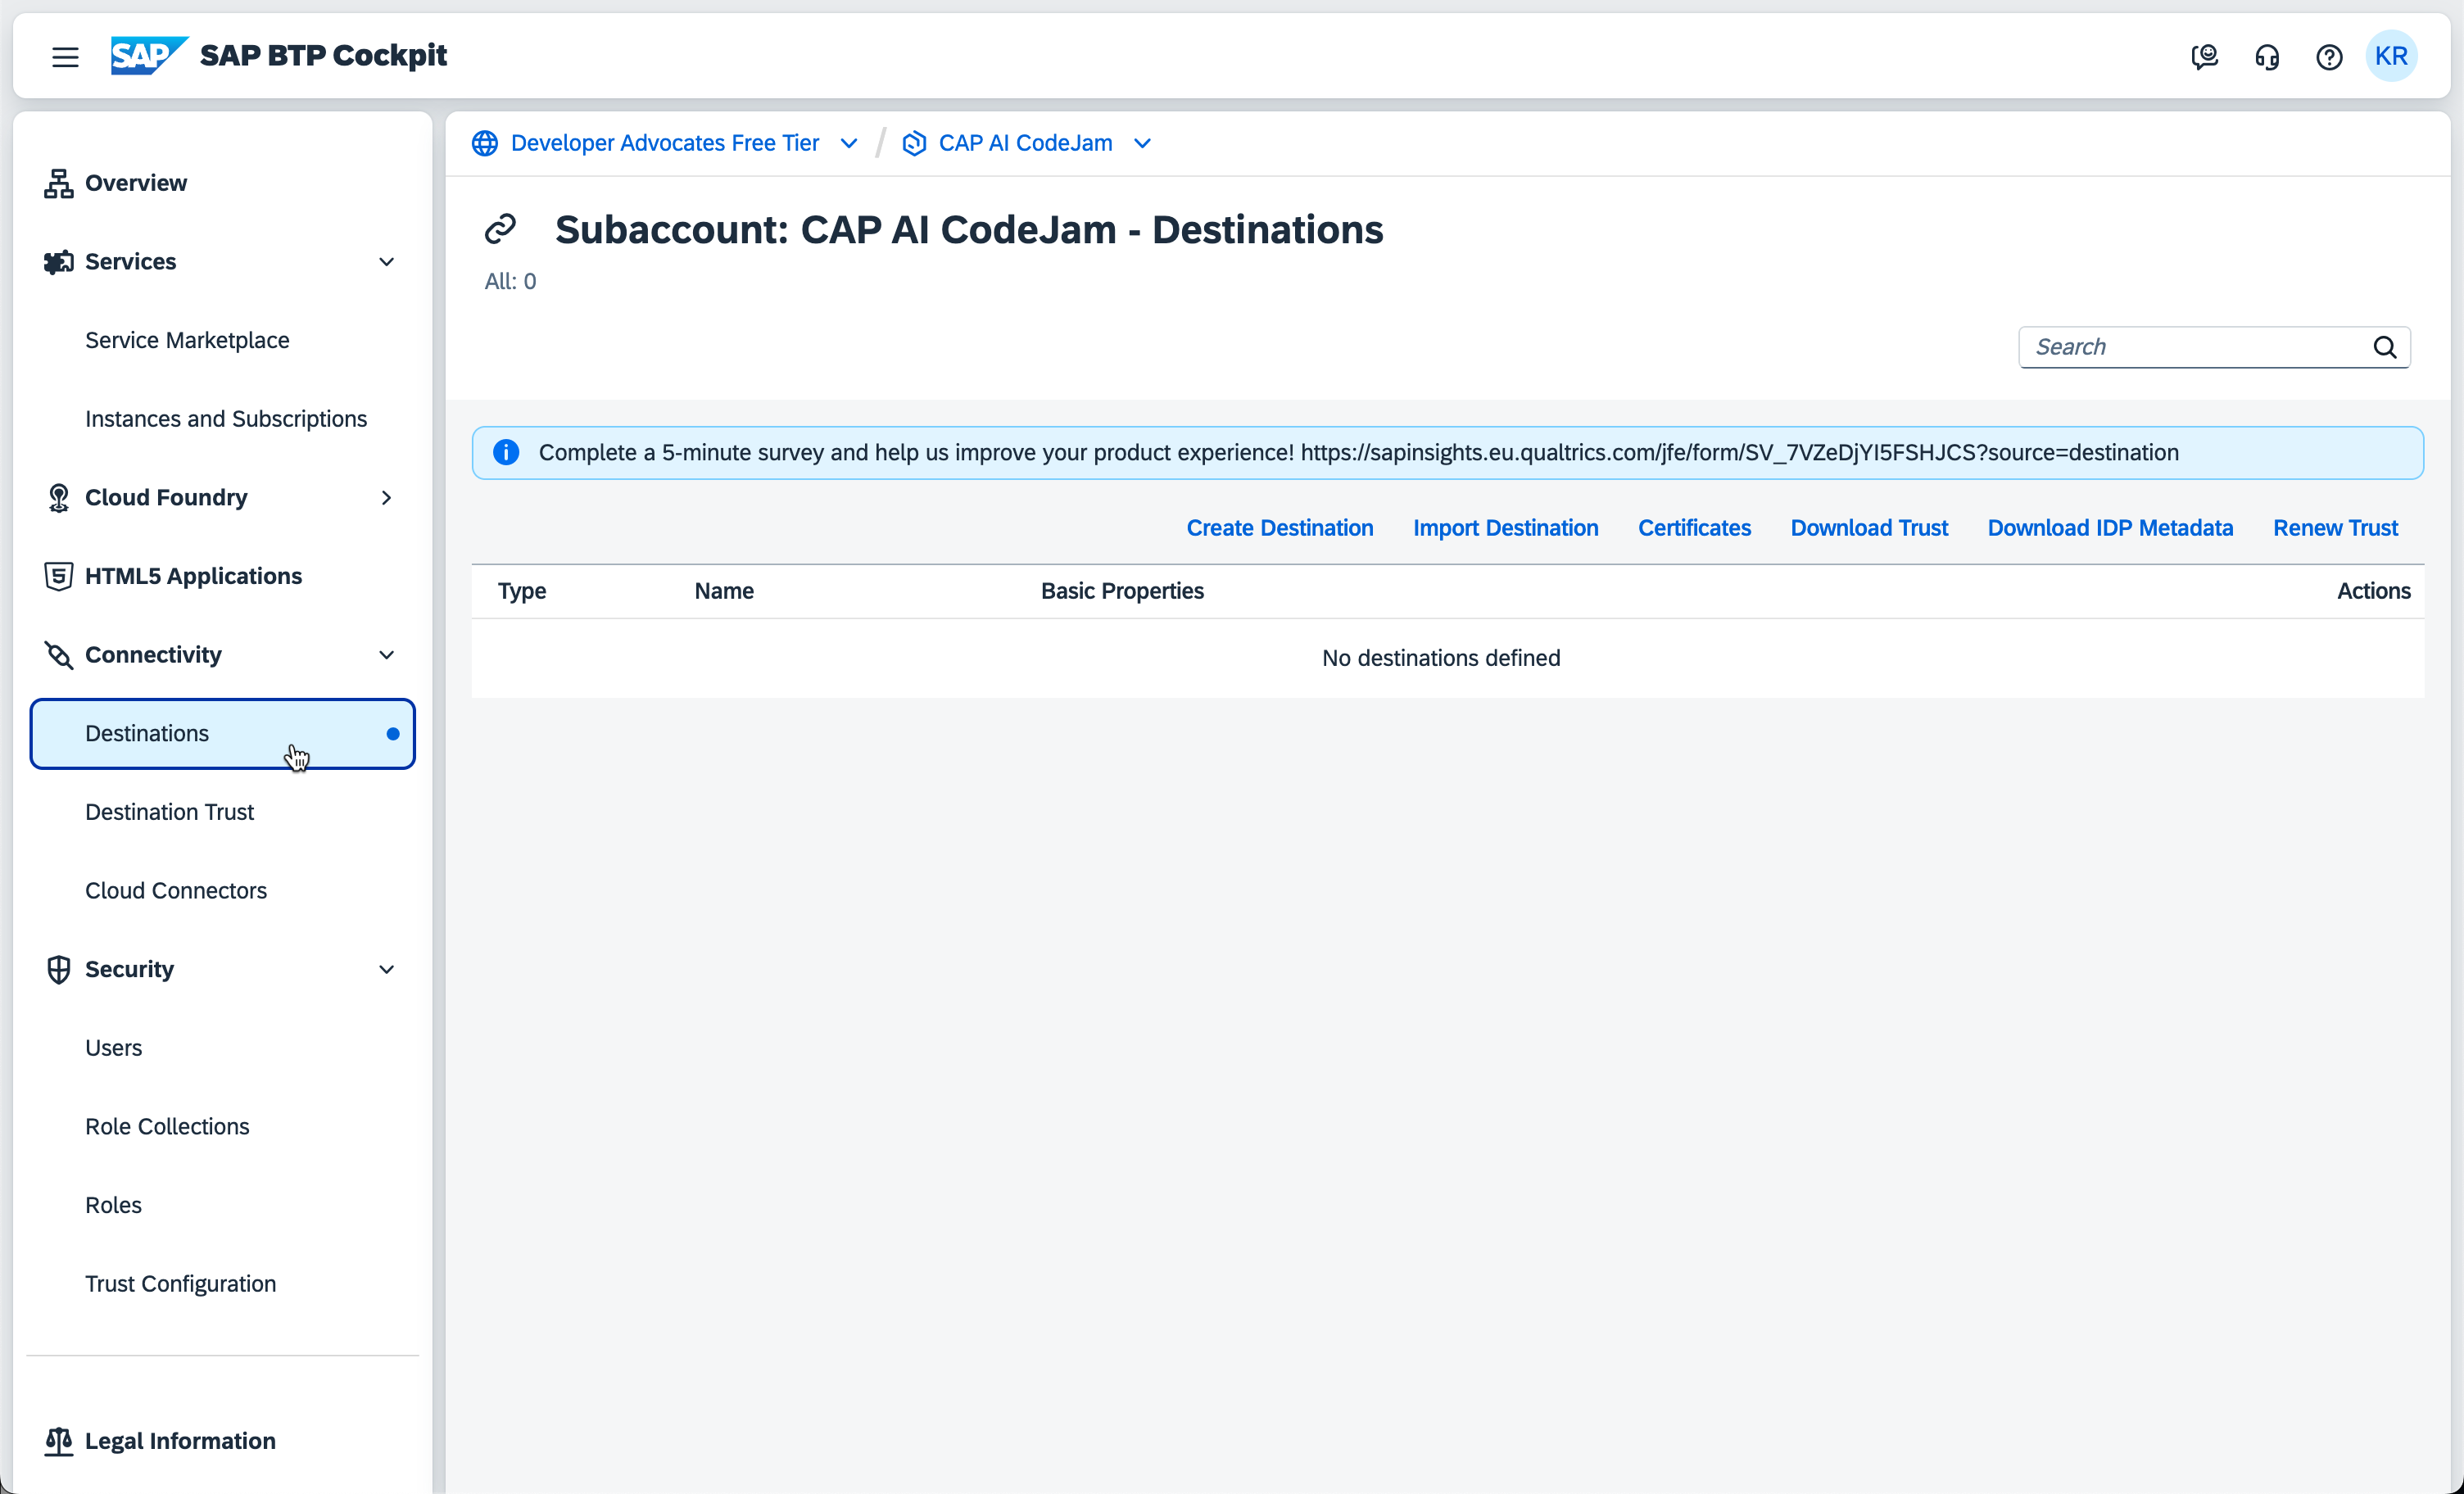 SAP SAP BTP Cockpit
KR
Overview
Services
Service Marketplace
Instances and Subscriptions
Cloud Foundry
HTML5 Applications
Connectivity
Destinations
Destination Trust
Cloud Connectors
Security
Users
Role Collections
Roles
Trust Configuration
Legal Information
Developer Advocates Free Tier / CAP AI CodeJam
Subaccount: CAP AI CodeJam - Destinations
All: 0
Search
Complete a 5-minute survey and help us improve your product experience! https://sapinsights.eu.qualtrics.com/jfe/form/SV_7VZeDjYI5FSHJCS?source=destination
Create Destination Import Destination Certificates Download Trust Download IDP Metadata Renew Trust
Type Name Basic Properties Actions
No destinations defined